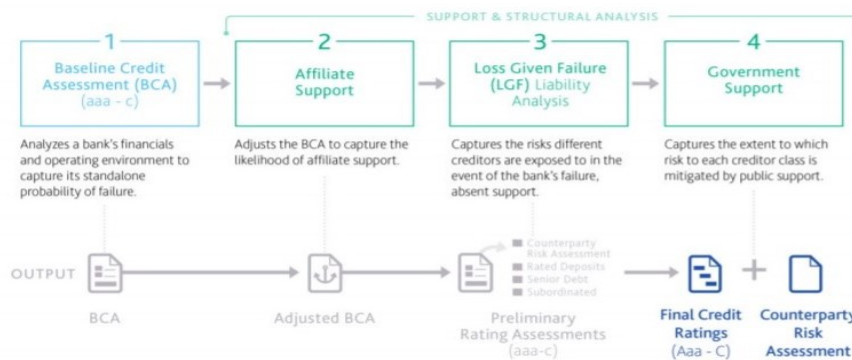 SUPPORT & STRUCTURAL ANALYSIS
1
Baseline Credit
Assessment (BCA)
(aaa - c)
2
Affiliate
Support
3
Loss Given Failure
(LGF) Liability
Analysis
4
Government
Support
Analyzes a bank's financials
and operating environment to
capture its standalone
probability of failure.
Adjusts the BCA to capture the
likelihood of affiliate support.
Captures the risks different
creditors are exposed to in the
event of the bank's failure,
absent support.
Captures the extent to which
risk to each creditor class is
mitigated by public support.
OUTPUT
BCA
Adjusted BCA
Counterparty
Risk Assessment
Rated Deposits
Senior Debt
Subordinated
Preliminary
Rating Assessments
(aaa-c)
Final Credit
Ratings
(Aaa - C)
+
Counterparty
Risk
Assessment